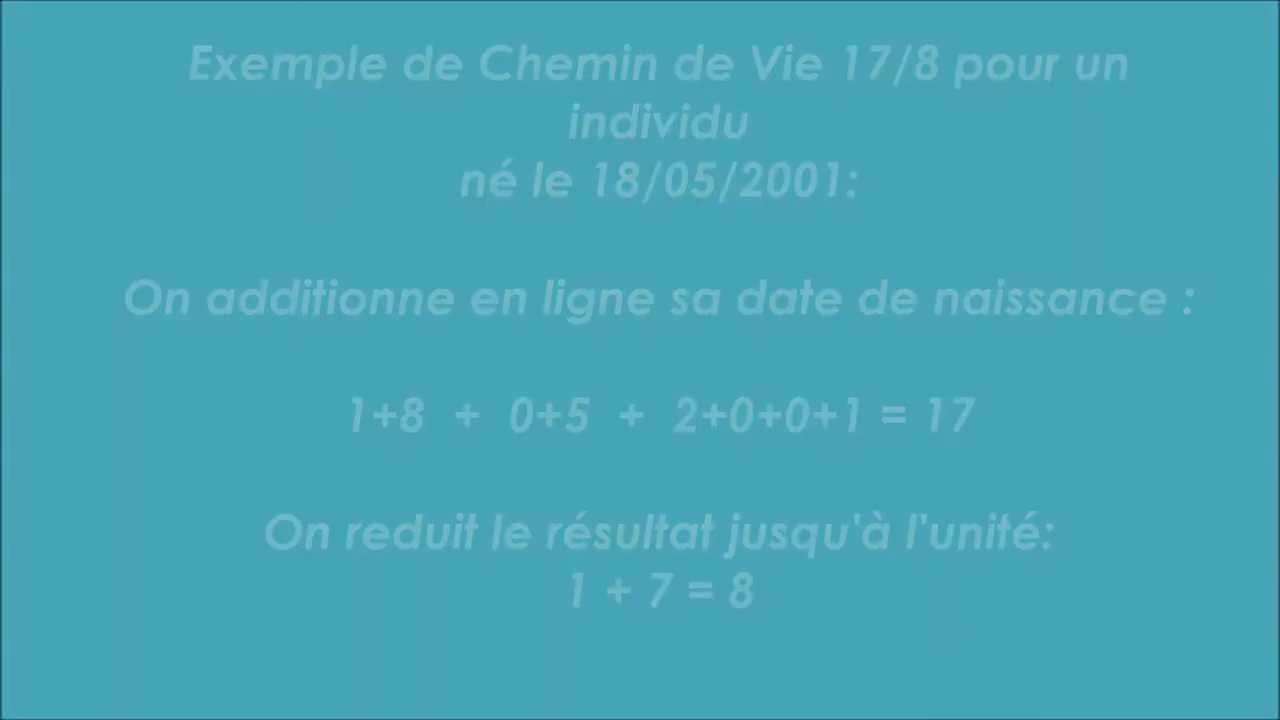 Exemple de Chemin de Vie 17/8 pour un
individu
né le 18/05/2001:
On additionne en ligne sa date de naissance :
1+8 + 0+5 + 2+0+0+1 = 17
On reduit le résultat jusqu'à l'unité:
1 + 7 = 8